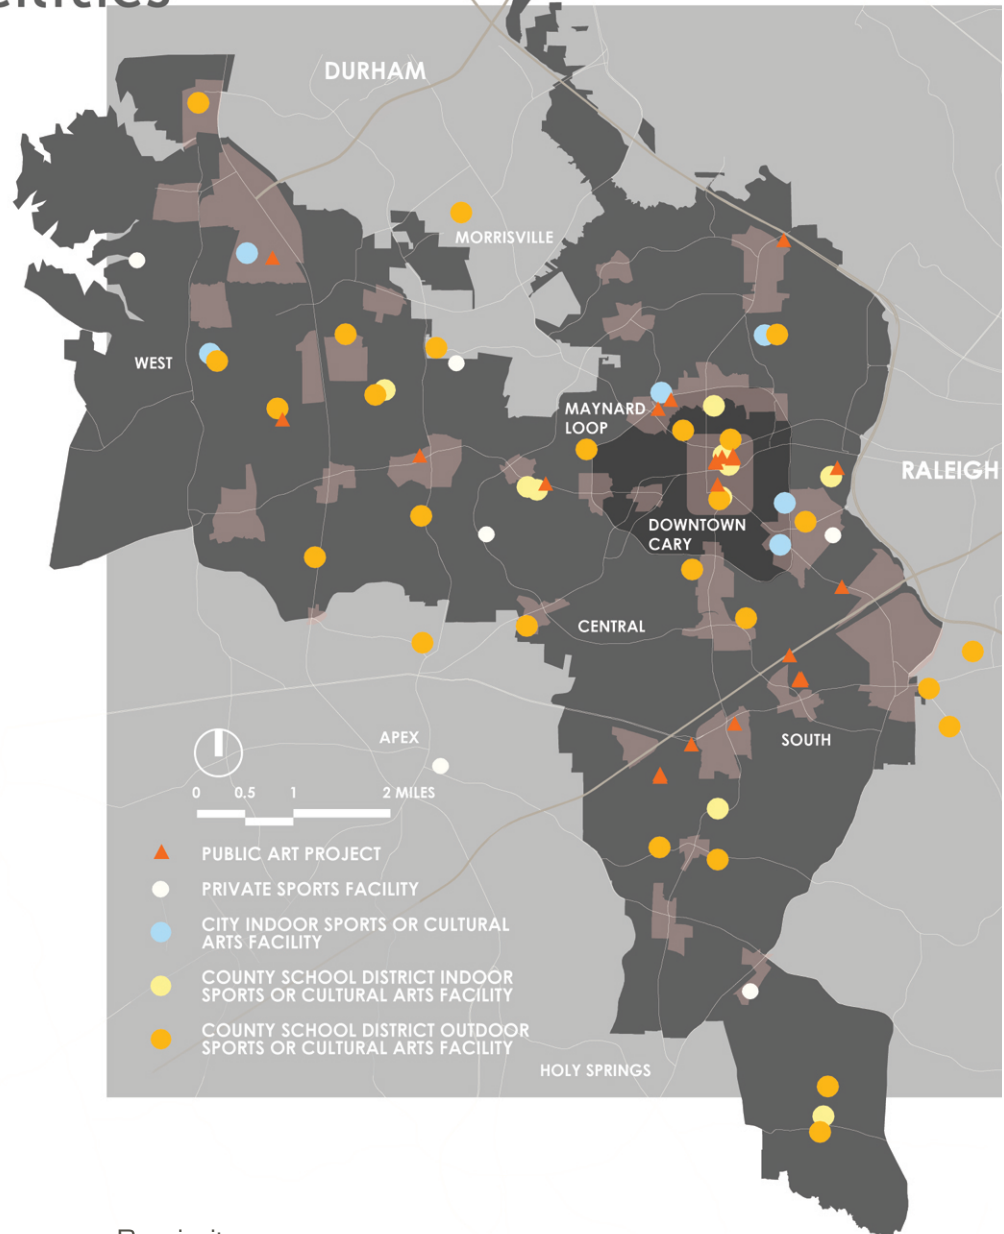 DURHAM
MORRISVILLE
WEST
MAYNARD
LOOP
RALEIGH
DOWNTOWN
CARY
CENTRAL
APEX
SOUTH
0 0.5 1 2 MILES
PUBLIC ART PROJECT
PRIVATE SPORTS FACILITY
CITY INDOOR SPORTS OR CULTURAL
ARTS FACILITY
COUNTY SCHOOL DISTRICT INDOOR
SPORTS OR CULTURAL ARTS FACILITY
COUNTY SCHOOL DISTRICT OUTDOOR
SPORTS OR CULTURAL ARTS FACILITY
HOLY SPRINGS